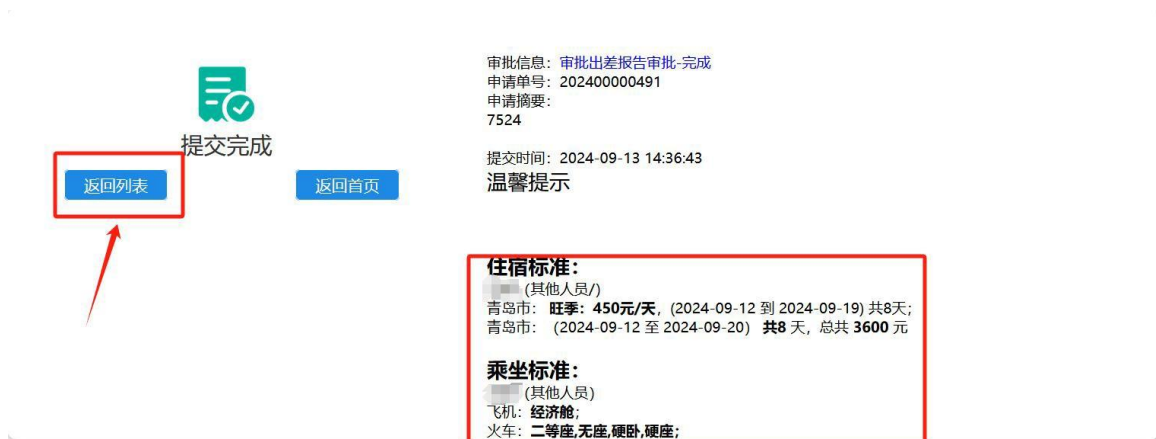 提交完成
返回列表
返回首页
审批信息：审批出差报告审批-完成
申请单号：202400000491
申请摘要：
7524
提交时间：2024-09-13 14:36:43
温馨提示
住宿标准：
(其他人员/)
青岛市： 旺季：450元/天，(2024-09-12 到 2024-09-19) 共8天;
青岛市： （2024-09-12 至 2024-09-20） 共8 天，总共 3600 元
乘坐标准：
(其他人员)
飞机：经济舱;
火车：二等座,无座,硬卧,硬座;